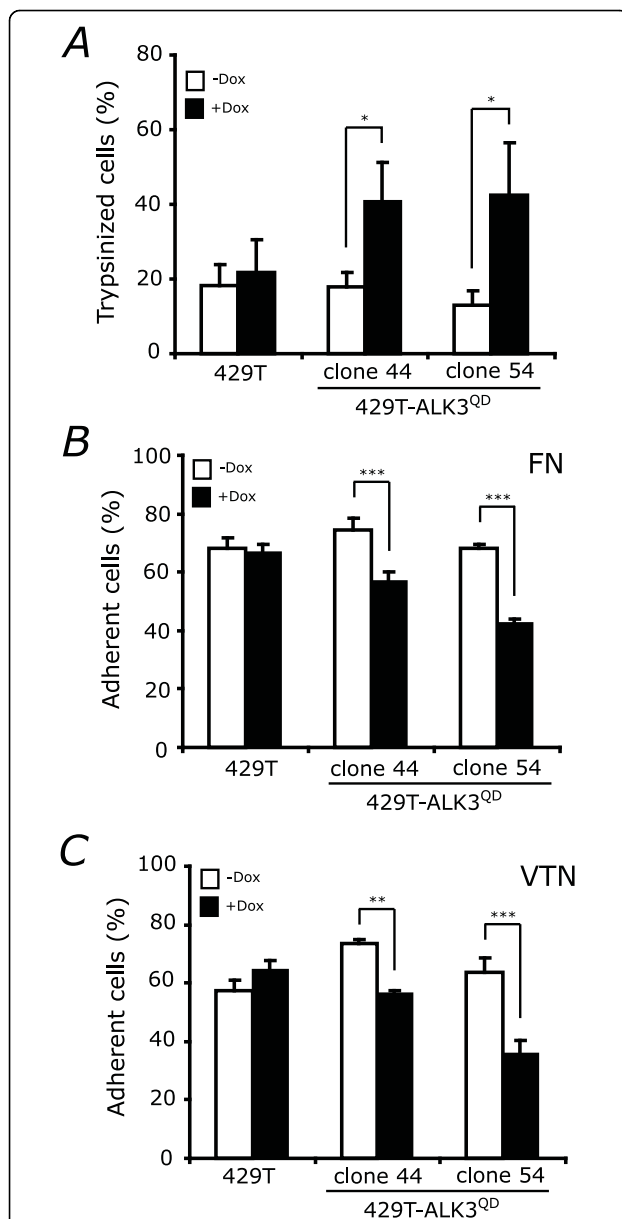 A
80
-Dox
+Dox
*
*
60
40
20
0
Trypsinized cells (%)
429T
clone 44
clone 54
429T-ALK3QD
B
FN
100
-Dox
+Dox
***
***
80
60
40
20
0
Adherent cells (%)
429T
clone 44
clone 54
429T-ALK3QD
C
VTN
100
-Dox
+Dox
**
***
80
60
40
20
0
Adherent cells (%)
429T
clone 44
clone 54
429T-ALK3QD